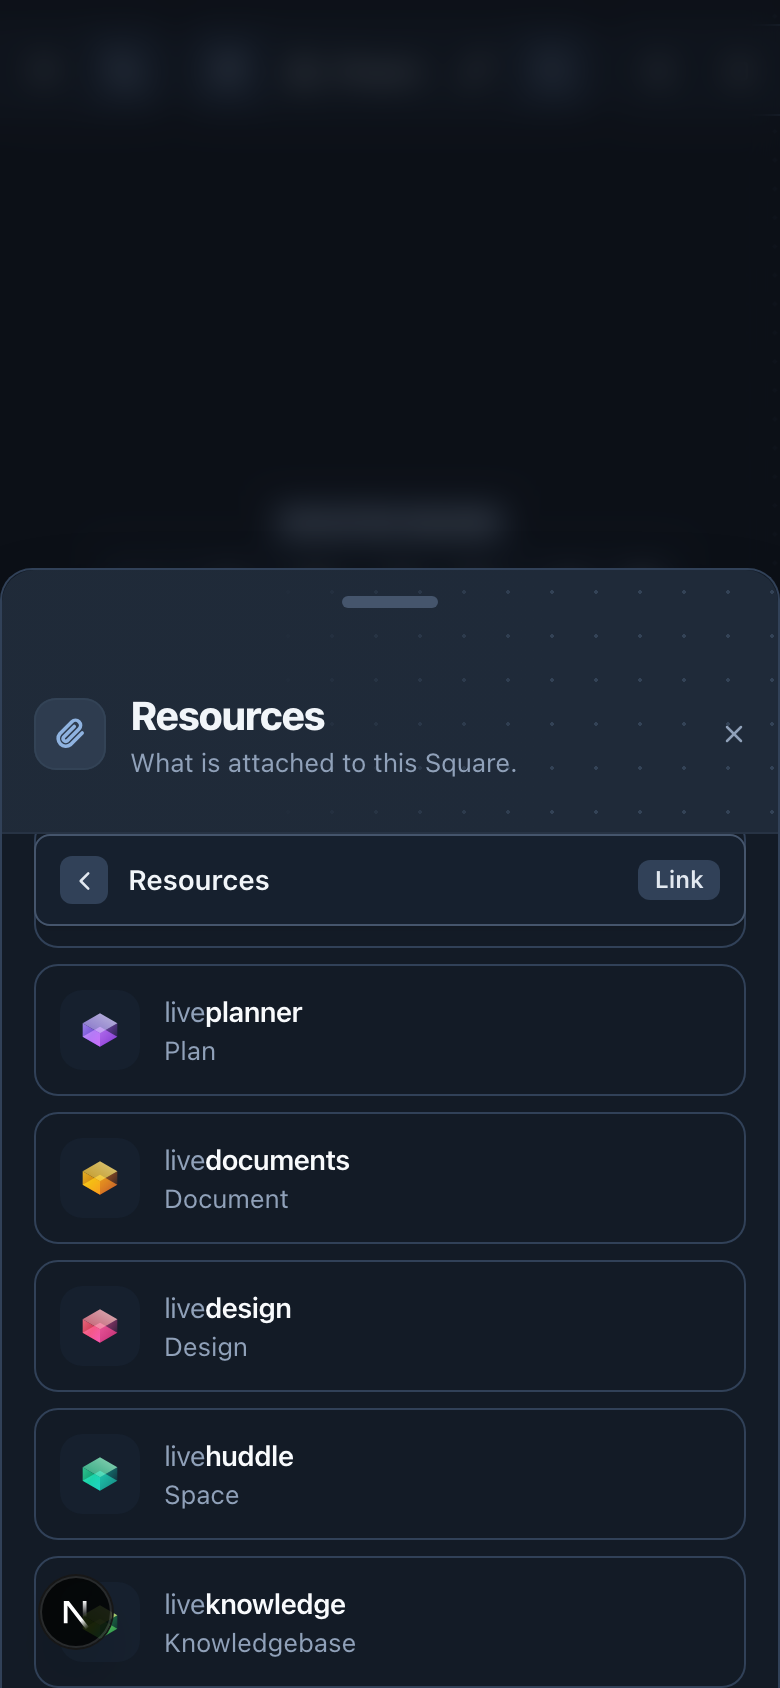 Resources
What is attached to this Square.
Resources
Link
liveplanner
Plan
livedocuments
Document
livedesign
Design
livehuddle
Space
liveknowledge
Knowledgebase
N